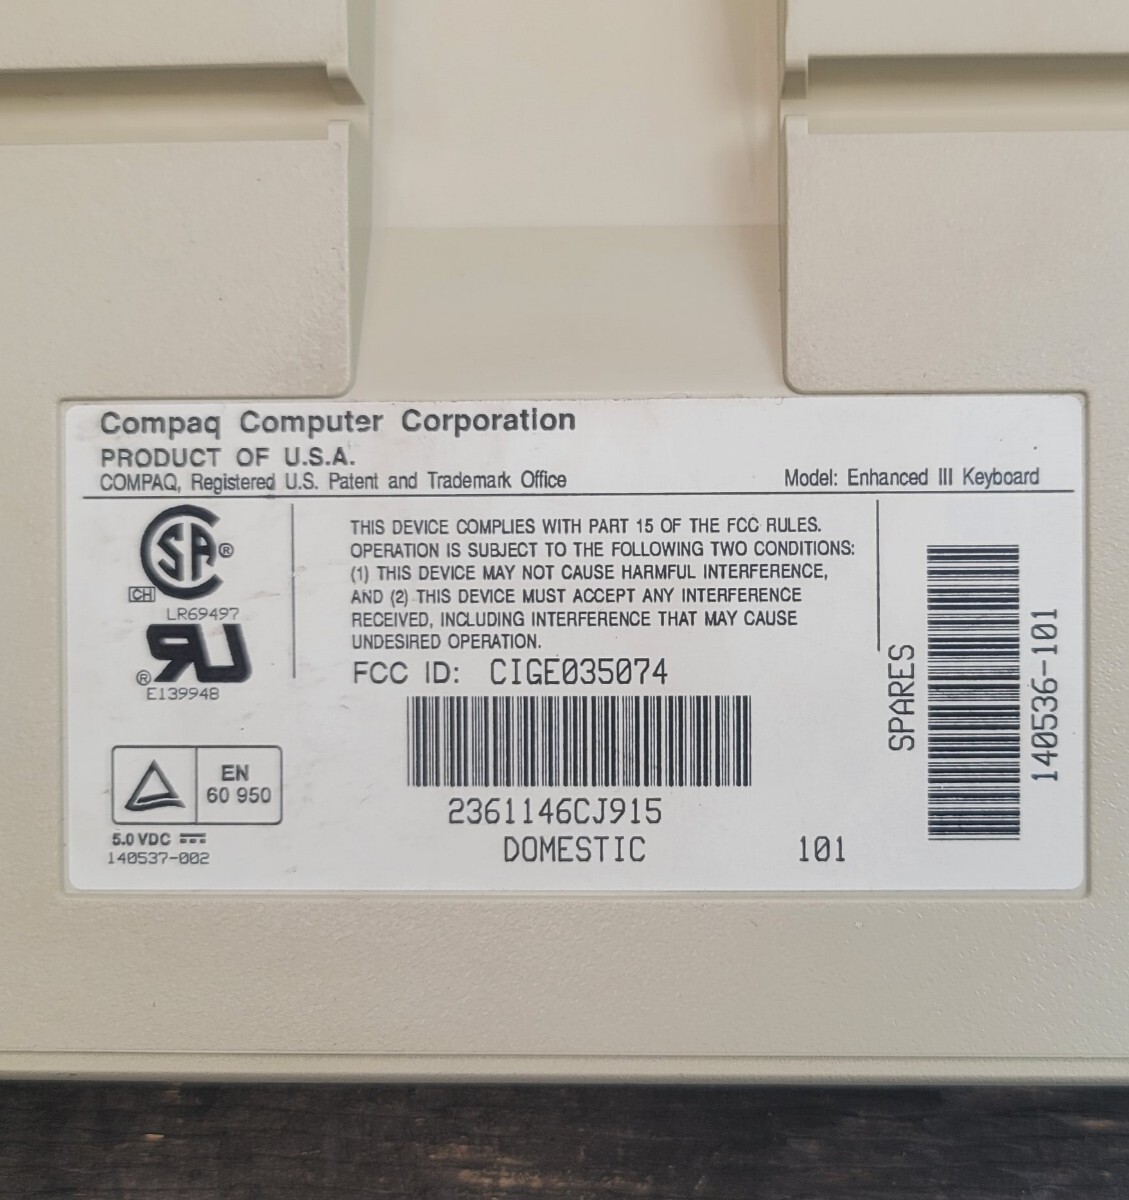 Compaq Computer Corporation
PRODUCT OF U.S.A.
COMPAQ, Registered U.S. Patent and Trademark Office
Model: Enhanced III Keyboard
SA®
CH
LR69497
RU
®
E139948
EN
60 950
5.0 VDC
140537-002
THIS DEVICE COMPLIES WITH PART 15 OF THE FCC RULES.
OPERATION IS SUBJECT TO THE FOLLOWING TWO CONDITIONS:
(1) THIS DEVICE MAY NOT CAUSE HARMFUL INTERFERENCE,
AND (2) THIS DEVICE MUST ACCEPT ANY INTERFERENCE
RECEIVED, INCLUDING INTERFERENCE THAT MAY CAUSE
UNDESIRED OPERATION.
FCC ID: CIGE035074
2361146CJ915
DOMESTIC
101
SPARES
140536-101